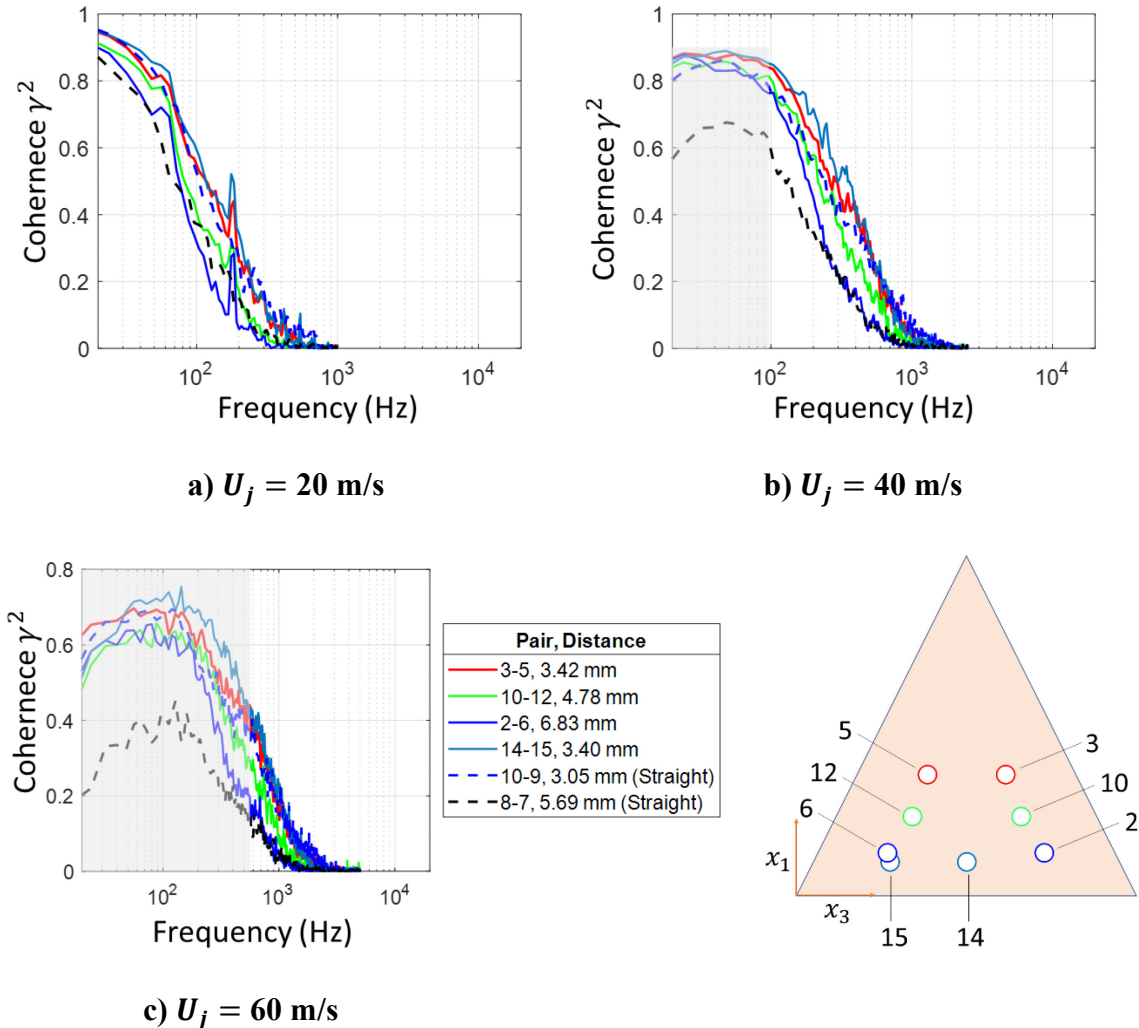 1
0.8
0.6
0.4
0.2
0
Cohernece γ²
10² 10³ 10⁴
Frequency (Hz)
a) U_j = 20 m/s
1
0.8
0.6
0.4
0.2
0
Cohernece γ²
10² 10³ 10⁴
Frequency (Hz)
b) U_j = 40 m/s
0.8
0.6
0.4
0.2
0
Cohernece γ²
10² 10³ 10⁴
Frequency (Hz)
c) U_j = 60 m/s
Pair, Distance
3-5, 3.42 mm
10-12, 4.78 mm
2-6, 6.83 mm
14-15, 3.40 mm
10-9, 3.05 mm (Straight)
8-7, 5.69 mm (Straight)
5
3
12
10
6
2
x₁
x₃
15
14